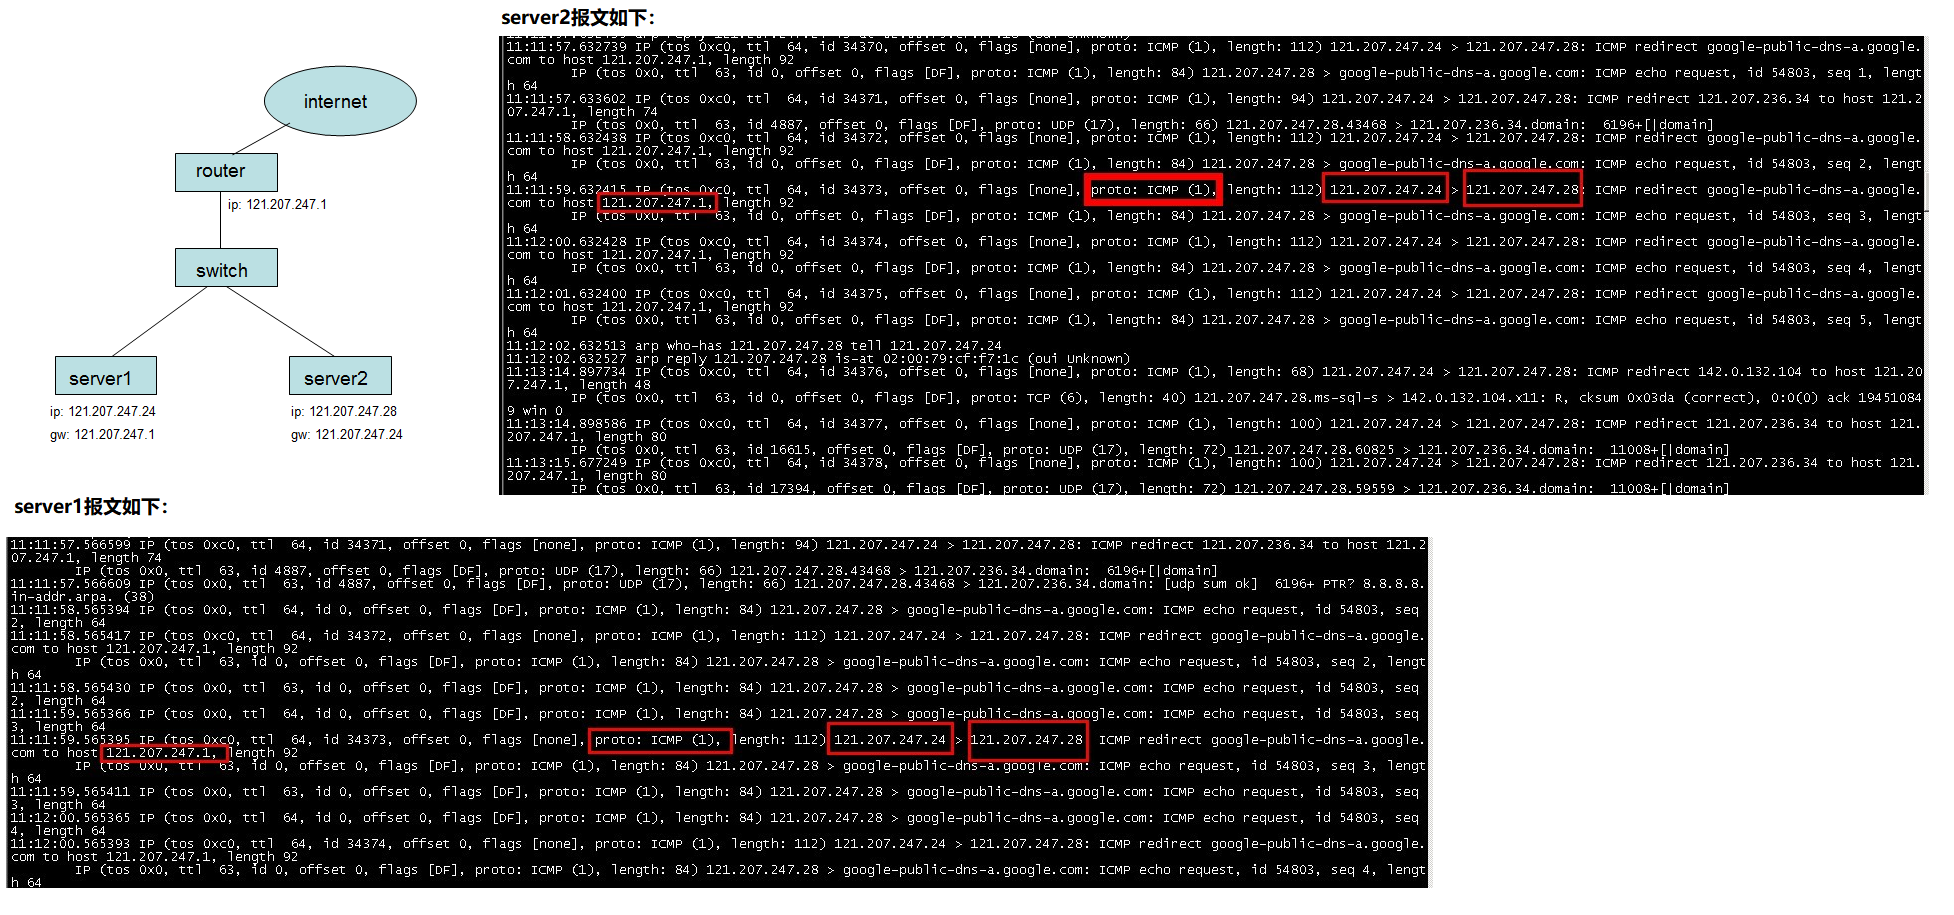 server2报文如下：
11:11:57.632739 IP (tos 0xc0, ttl  64, id 34370, offset 0, flags [none], proto: ICMP (1), length: 112) 121.207.247.24 > 121.207.247.28: ICMP redirect google-public-dns-a.google.
com to host 121.207.247.1, length 92
IP (tos 0x0, ttl  63, id 0, offset 0, flags [DF], proto: ICMP (1), length: 84) 121.207.247.28 > google-public-dns-a.google.com: ICMP echo request, id 54803, seq 1, lengt
h 64
11:11:57.633602 IP (tos 0xc0, ttl  64, id 34371, offset 0, flags [none], proto: ICMP (1), length: 94) 121.207.247.24 > 121.207.247.28: ICMP redirect 121.207.236.34 to host 121.2
07.247.1, length 74
IP (tos 0x0, ttl  63, id 4887, offset 0, flags [DF], proto: UDP (17), length: 66) 121.207.247.28.43468 > 121.207.236.34.domain:  6196+[|domain]
11:11:58.632438 IP (tos 0xc0, ttl  64, id 34372, offset 0, flags [none], proto: ICMP (1), length: 112) 121.207.247.24 > 121.207.247.28: ICMP redirect google-public-dns-a.google.
com to host 121.207.247.1, length 92
IP (tos 0x0, ttl  63, id 0, offset 0, flags [DF], proto: ICMP (1), length: 84) 121.207.247.28 > google-public-dns-a.google.com: ICMP echo request, id 54803, seq 2, lengt
h 64
11:11:59.632415 IP (tos 0xc0, ttl  64, id 34373, offset 0, flags [none], proto: ICMP (1), length: 112) 121.207.247.24 > 121.207.247.28: ICMP redirect google-public-dns-a.google.
com to host 121.207.247.1, length 92
IP (tos 0x0, ttl  63, id 0, offset 0, flags [DF], proto: ICMP (1), length: 84) 121.207.247.28 > google-public-dns-a.google.com: ICMP echo request, id 54803, seq 3, lengt
h 64
11:12:00.632428 IP (tos 0xc0, ttl  64, id 34374, offset 0, flags [none], proto: ICMP (1), length: 112) 121.207.247.24 > 121.207.247.28: ICMP redirect google-public-dns-a.google.
com to host 121.207.247.1, length 92
IP (tos 0x0, ttl  63, id 0, offset 0, flags [DF], proto: ICMP (1), length: 84) 121.207.247.28 > google-public-dns-a.google.com: ICMP echo request, id 54803, seq 4, lengt
h 64
11:12:01.632400 IP (tos 0xc0, ttl  64, id 34375, offset 0, flags [none], proto: ICMP (1), length: 112) 121.207.247.24 > 121.207.247.28: ICMP redirect google-public-dns-a.google.
com to host 121.207.247.1, length 92
IP (tos 0x0, ttl  63, id 0, offset 0, flags [DF], proto: ICMP (1), length: 84) 121.207.247.28 > google-public-dns-a.google.com: ICMP echo request, id 54803, seq 5, lengt
h 64
11:12:02.632513 arp who-has 121.207.247.28 tell 121.207.247.24
11:12:02.632527 arp reply 121.207.247.28 is-at 02:00:79:cf:f7:1c (oui Unknown)
11:13:14.897734 IP (tos 0xc0, ttl  64, id 34376, offset 0, flags [none], proto: ICMP (1), length: 68) 121.207.247.24 > 121.207.247.28: ICMP redirect 142.0.132.104 to host 121.20
7.247.1, length 48
IP (tos 0x0, ttl  63, id 0, offset 0, flags [DF], proto: TCP (6), length: 40) 121.207.247.28.ms-sql-s > 142.0.132.104.x11: R, cksum 0x03da (correct), 0:0(0) ack 19451084
9 win 0
11:13:14.898586 IP (tos 0xc0, ttl  64, id 34377, offset 0, flags [none], proto: ICMP (1), length: 100) 121.207.247.24 > 121.207.247.28: ICMP redirect 121.207.236.34 to host 121.
207.247.1, length 80
IP (tos 0x0, ttl  63, id 16615, offset 0, flags [DF], proto: UDP (17), length: 72) 121.207.247.28.60825 > 121.207.236.34.domain:  11008+[|domain]
11:13:15.677249 IP (tos 0xc0, ttl  64, id 34378, offset 0, flags [none], proto: ICMP (1), length: 100) 121.207.247.24 > 121.207.247.28: ICMP redirect 121.207.236.34 to host 121.
207.247.1, length 80
IP (tos 0x0, ttl  63, id 17394, offset 0, flags [DF], proto: UDP (17), length: 72) 121.207.247.28.59559 > 121.207.236.34.domain:  11008+[|domain]
internet
router
ip: 121.207.247.1
switch
server1
server2
ip: 121.207.247.24
ip: 121.207.247.28
gw: 121.207.247.1
gw: 121.207.247.24
server1报文如下：
11:11:57.566599 IP (tos 0xc0, ttl  64, id 34371, offset 0, flags [none], proto: ICMP (1), length: 94) 121.207.247.24 > 121.207.247.28: ICMP redirect 121.207.236.34 to host 121.2
07.247.1, length 74
IP (tos 0x0, ttl  63, id 4887, offset 0, flags [DF], proto: UDP (17), length: 66) 121.207.247.28.43468 > 121.207.236.34.domain:  6196+[|domain]
11:11:57.566609 IP (tos 0x0, ttl  63, id 4887, offset 0, flags [DF], proto: UDP (17), length: 66) 121.207.247.28.43468 > 121.207.236.34.domain: [udp sum ok]  6196+ PTR? 8.8.8.8.
in-addr.arpa. (38)
11:11:58.565394 IP (tos 0x0, ttl  64, id 0, offset 0, flags [DF], proto: ICMP (1), length: 84) 121.207.247.28 > google-public-dns-a.google.com: ICMP echo request, id 54803, seq
2, length 64
11:11:58.565417 IP (tos 0xc0, ttl  64, id 34372, offset 0, flags [none], proto: ICMP (1), length: 112) 121.207.247.24 > 121.207.247.28: ICMP redirect google-public-dns-a.google.
com to host 121.207.247.1, length 92
IP (tos 0x0, ttl  63, id 0, offset 0, flags [DF], proto: ICMP (1), length: 84) 121.207.247.28 > google-public-dns-a.google.com: ICMP echo request, id 54803, seq 2, lengt
h 64
11:11:58.565430 IP (tos 0x0, ttl  63, id 0, offset 0, flags [DF], proto: ICMP (1), length: 84) 121.207.247.28 > google-public-dns-a.google.com: ICMP echo request, id 54803, seq
2, length 64
11:11:59.565366 IP (tos 0x0, ttl  64, id 0, offset 0, flags [DF], proto: ICMP (1), length: 84) 121.207.247.28 > google-public-dns-a.google.com: ICMP echo request, id 54803, seq
3, length 64
11:11:59.565395 IP (tos 0xc0, ttl  64, id 34373, offset 0, flags [none], proto: ICMP (1), length: 112) 121.207.247.24 > 121.207.247.28  ICMP redirect google-public-dns-a.google.
com to host 121.207.247.1, length 92
IP (tos 0x0, ttl  63, id 0, offset 0, flags [DF], proto: ICMP (1), length: 84) 121.207.247.28 > google-public-dns-a.google.com: ICMP echo request, id 54803, seq 3, lengt
h 64
11:11:59.565411 IP (tos 0x0, ttl  63, id 0, offset 0, flags [DF], proto: ICMP (1), length: 84) 121.207.247.28 > google-public-dns-a.google.com: ICMP echo request, id 54803, seq
3, length 64
11:12:00.565365 IP (tos 0x0, ttl  64, id 0, offset 0, flags [DF], proto: ICMP (1), length: 84) 121.207.247.28 > google-public-dns-a.google.com: ICMP echo request, id 54803, seq
4, length 64
11:12:00.565393 IP (tos 0xc0, ttl  64, id 34374, offset 0, flags [none], proto: ICMP (1), length: 112) 121.207.247.24 > 121.207.247.28: ICMP redirect google-public-dns-a.google.
com to host 121.207.247.1, length 92
IP (tos 0x0, ttl  63, id 0, offset 0, flags [DF], proto: ICMP (1), length: 84) 121.207.247.28 > google-public-dns-a.google.com: ICMP echo request, id 54803, seq 4, lengt
h 64